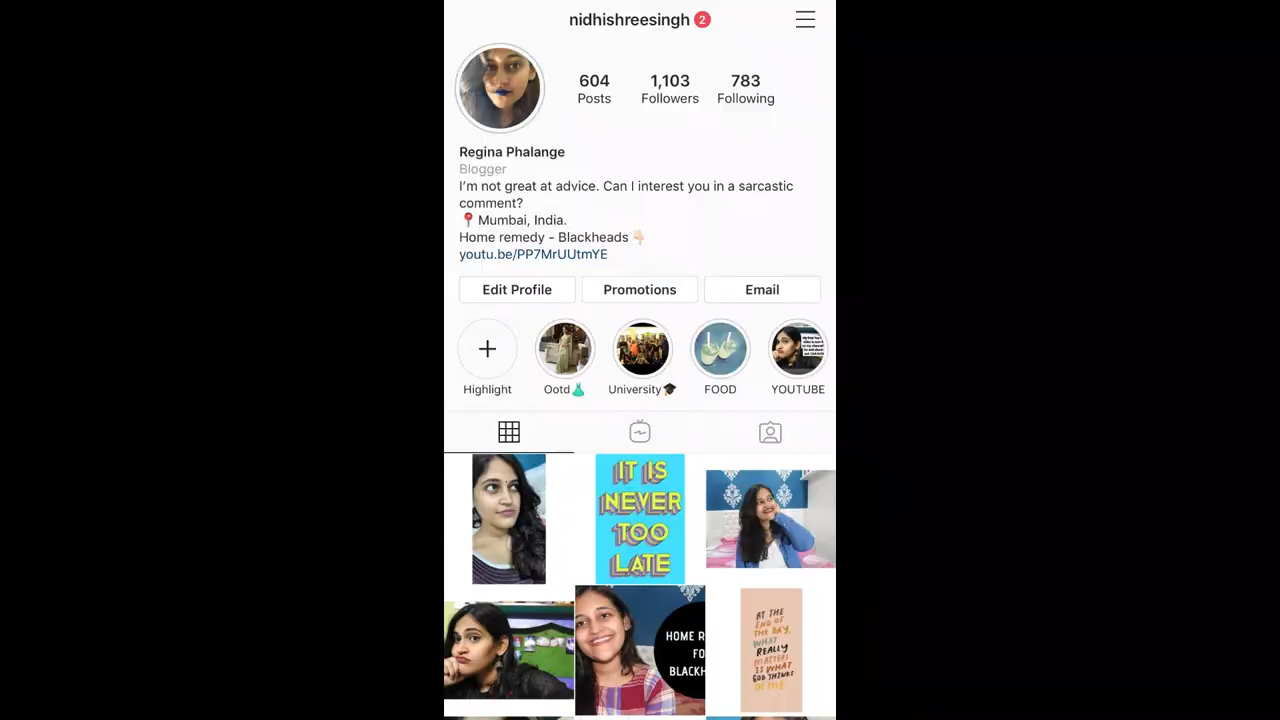 nidhishreesingh 2
604 1,103 783
Posts Followers Following
Regina Phalange
Blogger
I'm not great at advice. Can I interest you in a sarcastic
comment?
📍 Mumbai, India.
Home remedy - Blackheads 👇🏻
youtu.be/PP7MrUUtmYE
Edit Profile Promotions Email
Highlight Ootd👗 University🎓 FOOD YOUTUBE
IT IS
NEVER
TOO
LATE
HOME R
FO
BLACKH
AT THE
END OF
THE DAY,
WHAT
REALLY
MATTERS
IS WHAT
GOD THINKS
OF ME